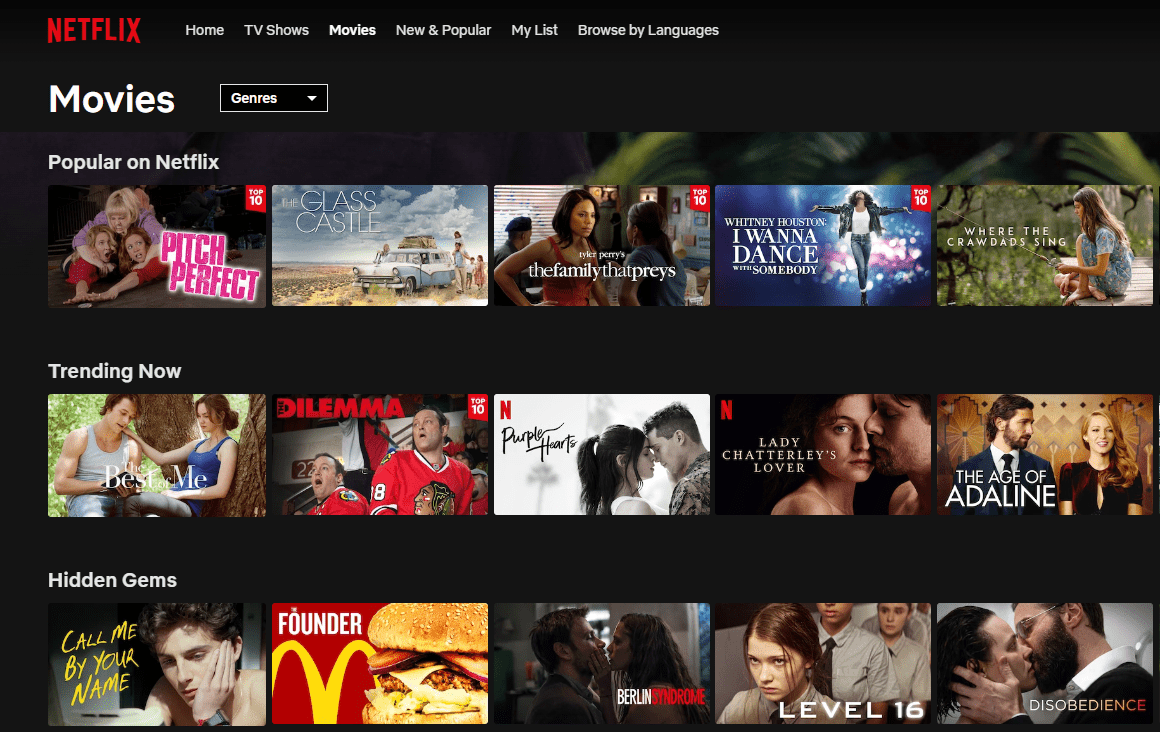 NETFLIX Home TV Shows Movies New & Popular My List Browse by Languages
Movies Genres
Popular on Netflix
TOP
10
PITCH
PERFECT
THE GLASS
CASTLE
TOP
10
tyler perry's
thefamilythatpreys
TOP
10
WHITNEY HOUSTON:
I WANNA
DANCE
WITH SOMEBODY
WHERE THE
CRAWDADS SING
Trending Now
The
Best of Me
TOP
10
THE DILEMMA
22
18
N
Purple Hearts
N
LADY
CHATTERLEY'S
LOVER
THE AGE OF
ADALINE
Hidden Gems
CALL ME
BY YOUR
NAME
THE
FOUNDER
BERLIN SYNDROME
LEVEL 16
DISOBEDIENCE